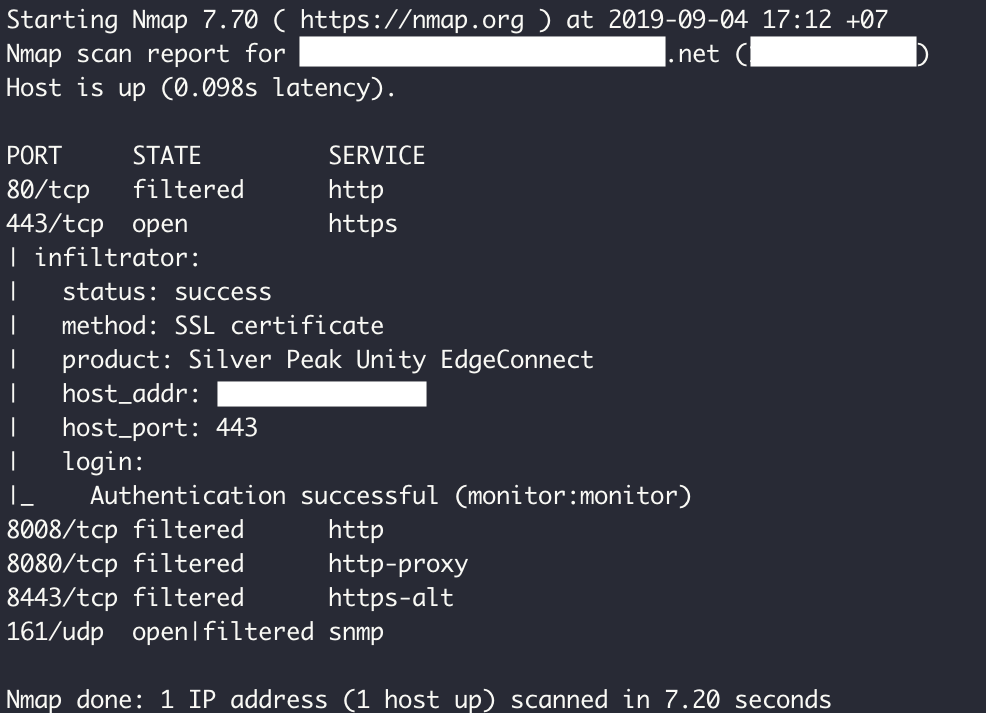 Starting Nmap 7.70 ( https://nmap.org ) at 2019-09-04 17:12 +07
Nmap scan report for .net ()
Host is up (0.098s latency).
PORT     STATE         SERVICE
80/tcp   filtered      http
443/tcp  open          https
| infiltrator:
|   status: success
|   method: SSL certificate
|   product: Silver Peak Unity EdgeConnect
|   host_addr:
|   host_port: 443
|   login:
|_    Authentication successful (monitor:monitor)
8008/tcp filtered      http
8080/tcp filtered      http-proxy
8443/tcp filtered      https-alt
161/udp  open|filtered snmp
Nmap done: 1 IP address (1 host up) scanned in 7.20 seconds